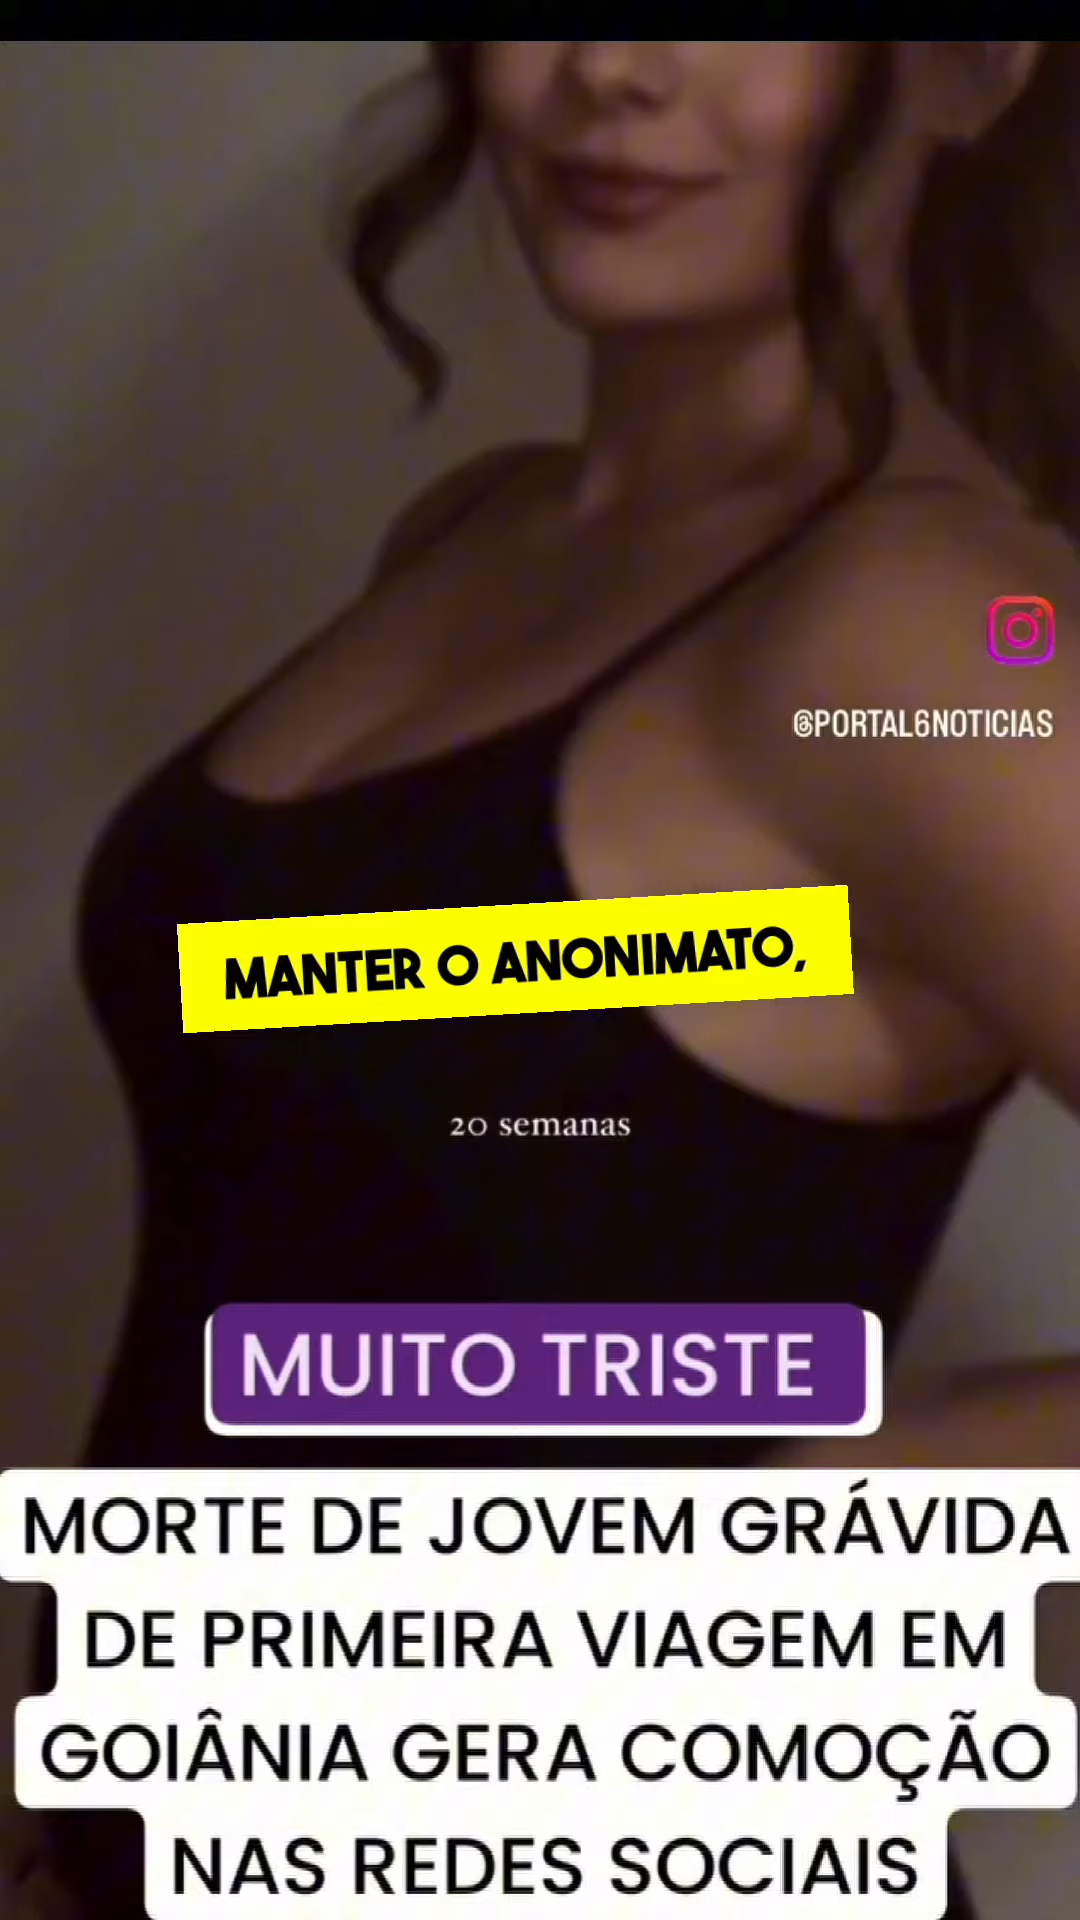 @PORTAL6NOTICIAS
MANTER O ANONIMATO,
20 semanas
MUITO TRISTE
MORTE DE JOVEM GRÁVIDA
DE PRIMEIRA VIAGEM EM
GOIÂNIA GERA COMOÇÃO
NAS REDES SOCIAIS